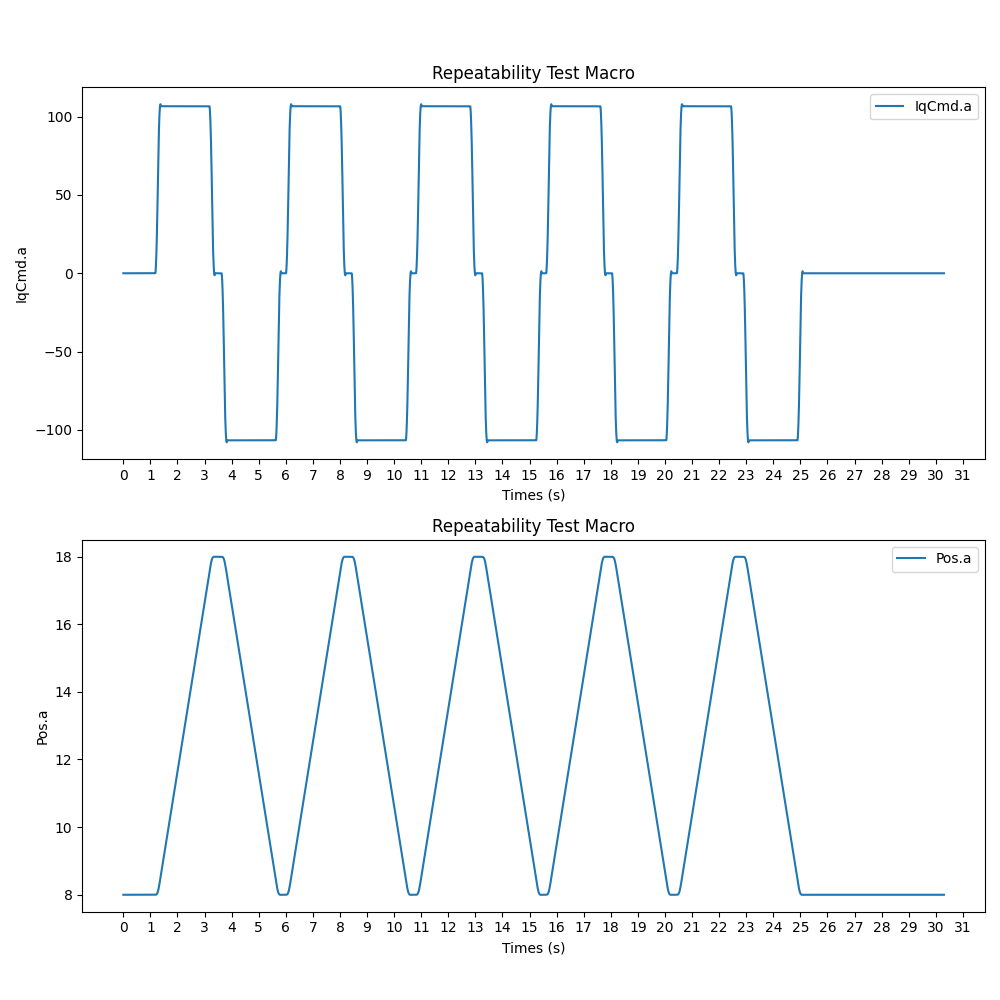 Repeatability Test Macro
IqCmd.a
100
50
0
−50
−100
IqCmd.a
0 1 2 3 4 5 6 7 8 9 10 11 12 13 14 15 16 17 18 19 20 21 22 23 24 25 26 27 28 29 30 31
Times (s)
Repeatability Test Macro
Pos.a
18
16
14
12
10
8
Pos.a
0 1 2 3 4 5 6 7 8 9 10 11 12 13 14 15 16 17 18 19 20 21 22 23 24 25 26 27 28 29 30 31
Times (s)